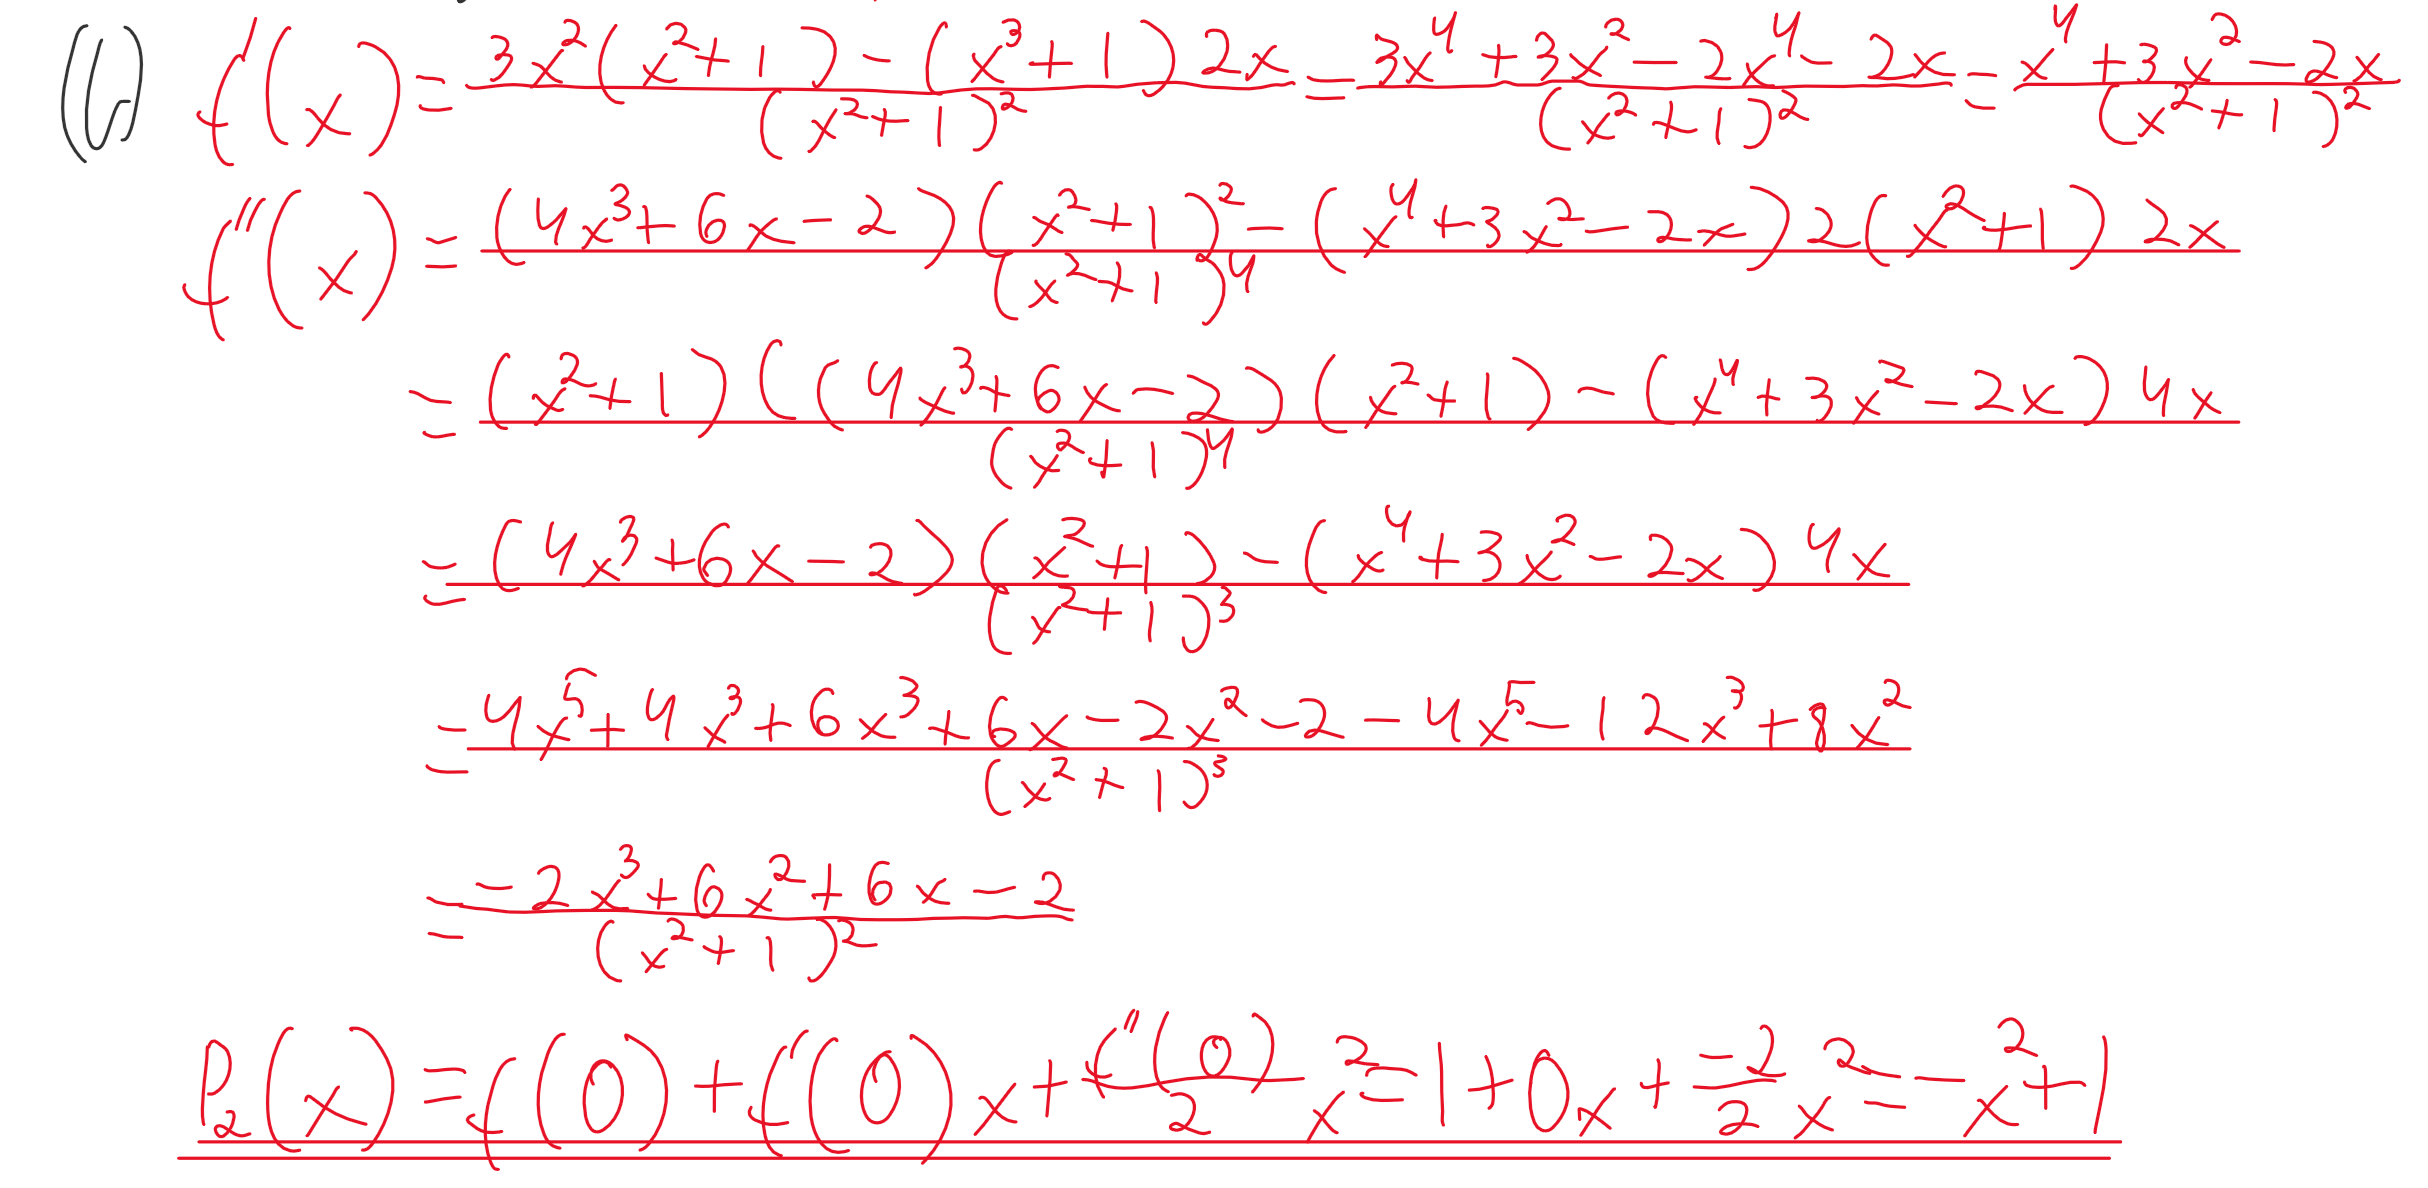 (b) f'(x) = (3x²(x²+1) - (x³+1)2x)/(x²+1)² = (3x⁴+3x²-2x⁴-2x)/(x²+1)² = (x⁴+3x²-2x)/(x²+1)²
f''(x) = ((4x³+6x-2)(x²+1)² - (x⁴+3x²-2x)2(x²+1)2x)/(x²+1)⁴
= (x²+1)((4x³+6x-2)(x²+1) - (x⁴+3x²-2x)4x/(x²+1)⁴
= ((4x³+6x-2)(x²+1) - (x⁴+3x²-2x)4x)/(x²+1)³
= (4x⁵+4x³+6x³+6x-2x²-2-4x⁵-12x³+8x²)/(x²+1)³
= (-2x³+6x²+6x-2)/(x²+1)²
P₂(x) = f(0) + f'(0)x + f''(0)/2 x² = 1+0x+ -2/2 x² = -x²+1